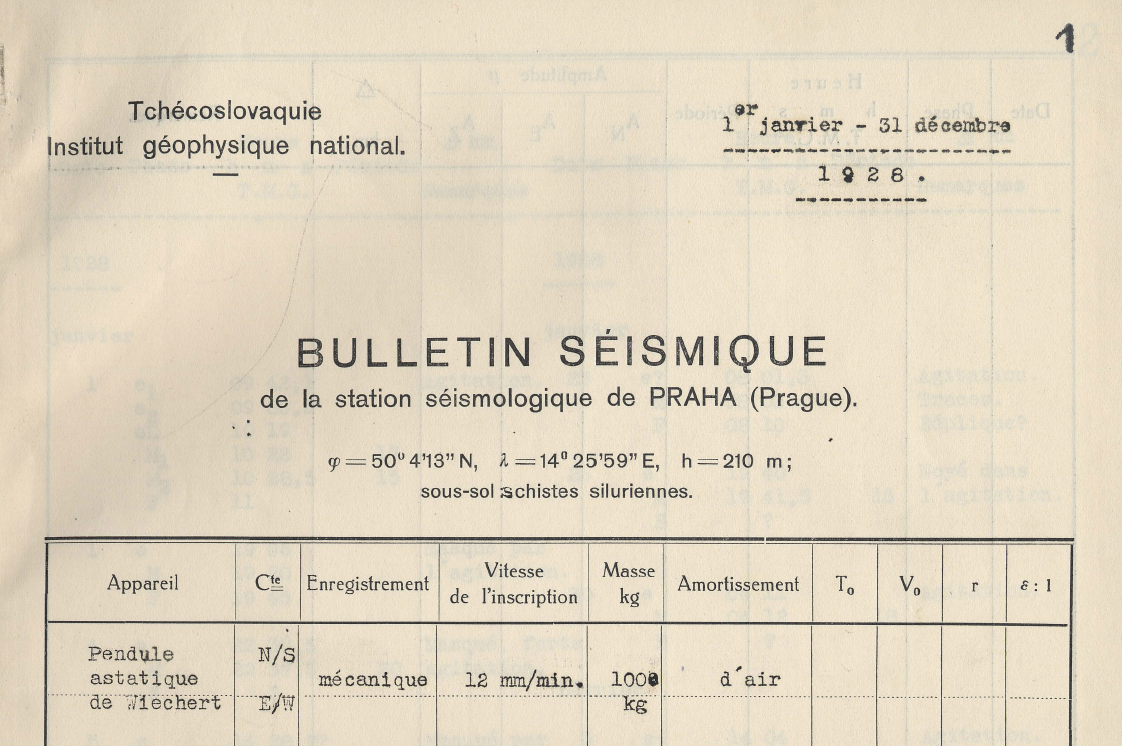 1
Tchécoslovaquie
Institut géophysique national.
1er janvier - 31 décembre
1928.
BULLETIN SÉISMIQUE
de la station séismologique de PRAHA (Prague).
φ = 50° 4'13" N, λ = 14° 25'59" E, h = 210 m;
sous-sol : schistes siluriennes.
Appareil Cte Enregistrement Vitesse de l'inscription Masse kg Amortissement To Vo r ε : 1
Pendule N/S
astatique mécanique 12 mm/min. 1000 d'air
de Wiechert E/W kg